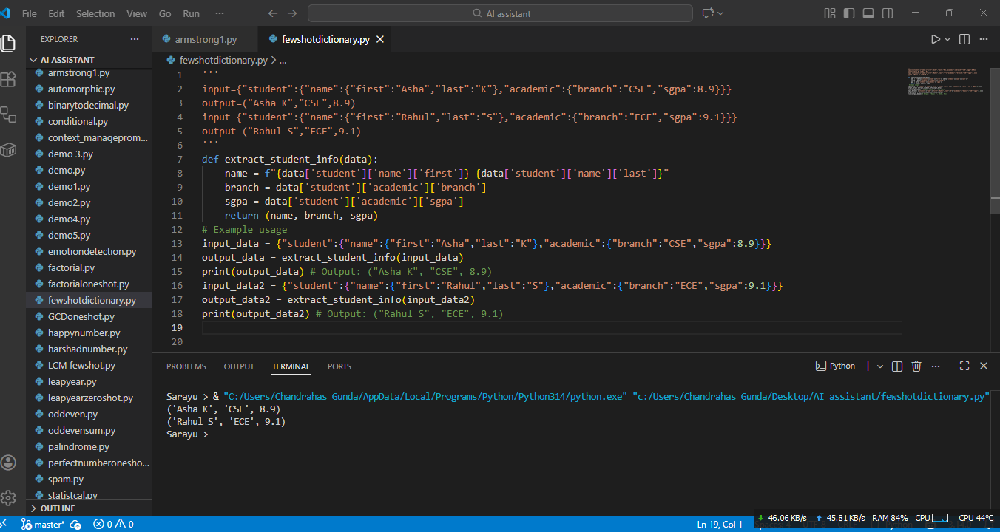 File Edit Selection View Go Run ···
AI assistant
EXPLORER ···
AI ASSISTANT
armstrong1.py
automorphic.py
binarytodecimal.py
conditional.py
context_manageprom...
demo 3.py
demo.py
demo1.py
demo2.py
demo4.py
demo5.py
emotiondetection.py
factorial.py
factorialoneshot.py
fewshotdictionary.py
GCDoneshot.py
happynumber.py
harshadnumber.py
LCM fewshot.py
leapyear.py
leapyearzeroshot.py
oddeven.py
oddevensum.py
palindrome.py
perfectnumberonesho...
spam.py
statistcal.py
OUTLINE
armstrong1.py fewshotdictionary.py
fewshotdictionary.py > ...
1 '''
2 input={"student":{"name":{"first":"Asha","last":"K"},"academic":{"branch":"CSE","sgpa":8.9}}}
3 output=("Asha K","CSE",8.9)
4 input {"student":{"name":{"first":"Rahul","last":"S"},"academic":{"branch":"ECE","sgpa":9.1}}}
5 output ("Rahul S","ECE",9.1)
6 '''
7 def extract_student_info(data):
8     name = f"{data['student']['name']['first']} {data['student']['name']['last']}"
9     branch = data['student']['academic']['branch']
10     sgpa = data['student']['academic']['sgpa']
11     return (name, branch, sgpa)
12 # Example usage
13 input_data = {"student":{"name":{"first":"Asha","last":"K"},"academic":{"branch":"CSE","sgpa":8.9}}}
14 output_data = extract_student_info(input_data)
15 print(output_data) # Output: ("Asha K", "CSE", 8.9)
16 input_data2 = {"student":{"name":{"first":"Rahul","last":"S"},"academic":{"branch":"ECE","sgpa":9.1}}}
17 output_data2 = extract_student_info(input_data2)
18 print(output_data2) # Output: ("Rahul S", "ECE", 9.1)
19
20
PROBLEMS OUTPUT TERMINAL PORTS
Python
Sarayu > & "C:/Users/Chandrahas Gunda/AppData/Local/Programs/Python/Python314/python.exe" "c:/Users/Chandrahas Gunda/Desktop/AI assistant/fewshotdictionary.py"
('Asha K', 'CSE', 8.9)
('Rahul S', 'ECE', 9.1)
Sarayu >
master* 0 0 Ln 19, Col 1
46.06 KB/s 45.81 KB/s RAM 84% CPU CPU 44°C